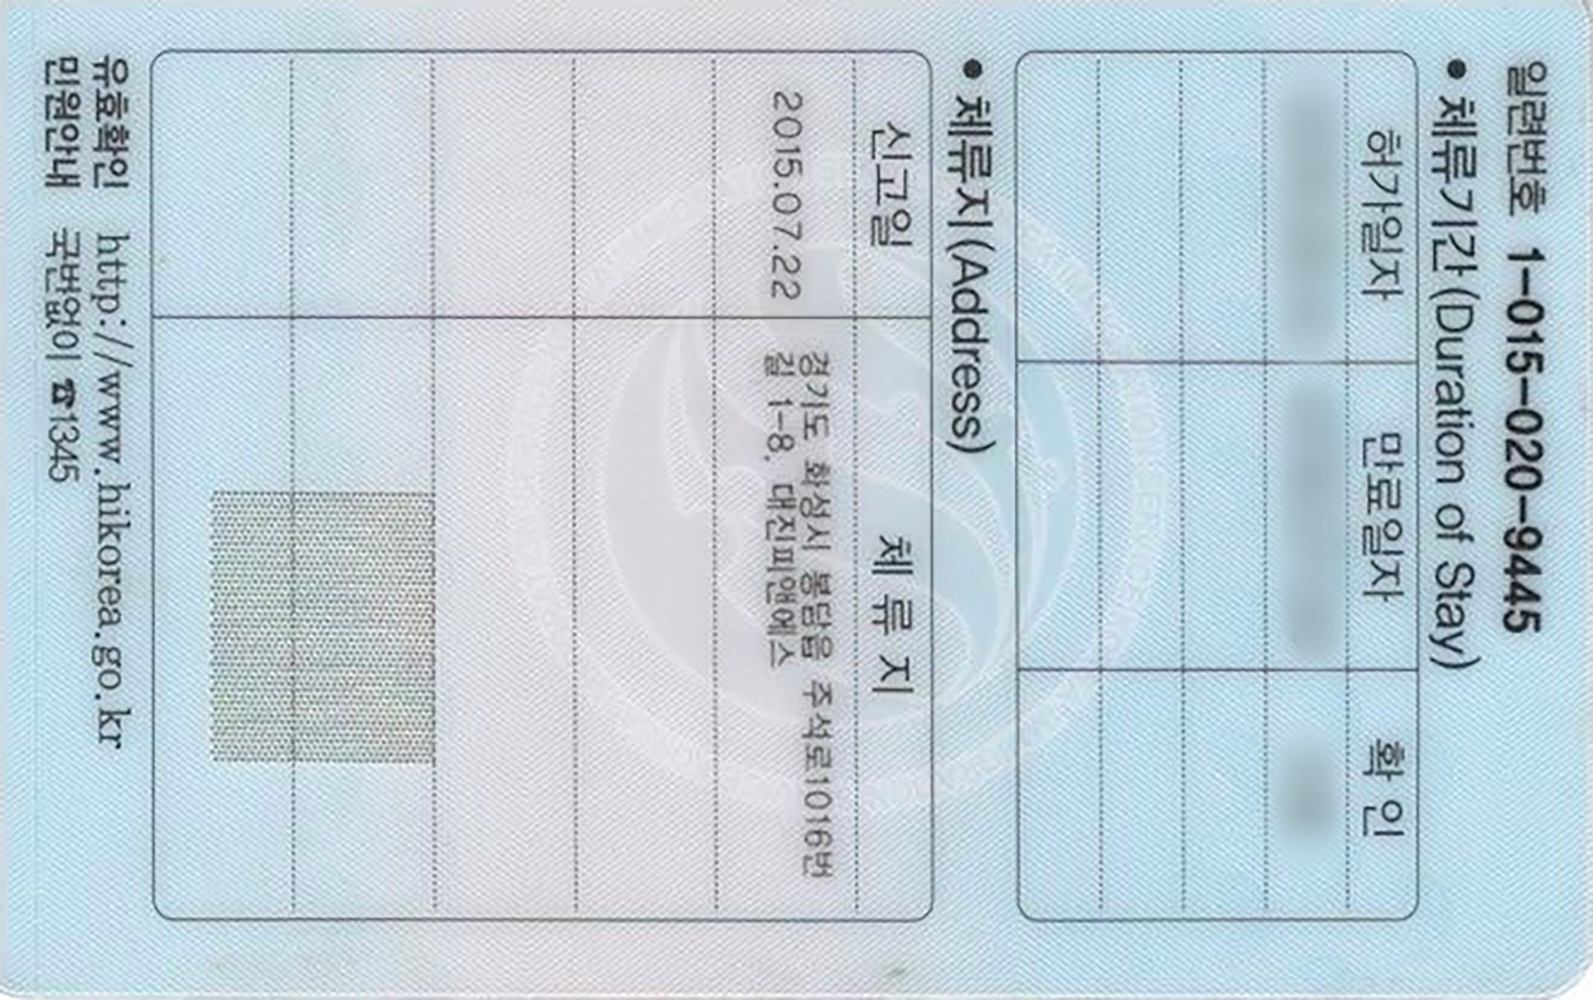 일련번호 1-015-020-9445
• 체류기간(Duration of Stay)
허가일자 만료일자 확 인
• 체류지(Address)
신고일 체 류 지
2015.07.22 경기도 화성시 봉담읍 주석로1016번
길 1-8, 대진피앤에스
유효확인 http://www.hikorea.go.kr
민원안내 국번없이 ☎1345